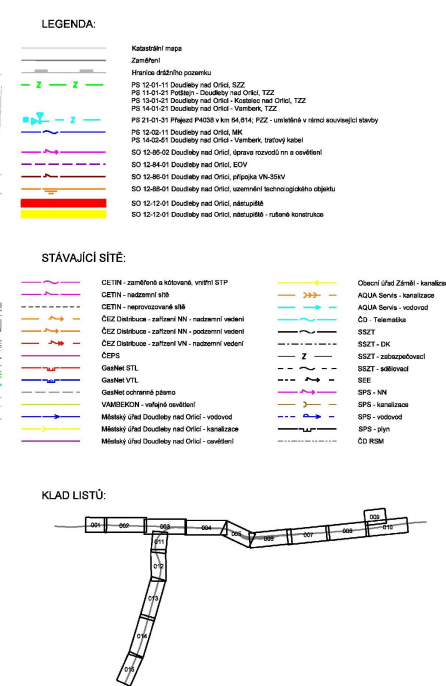 LEGENDA:
Katastrální mapa
Zaměření
Hranice drážního pozemku
Z Z
PS 12-01-11 Doudleby nad Orlicí, SZZ
PS 11-01-21 Potštejn - Doudleby nad Orlicí, TZZ
PS 13-01-21 Doudleby nad Orlicí - Kostelec nad Orlicí, TZZ
PS 14-01-21 Doudleby nad Orlicí - Vamberk, TZZ
PS 21-01-31 Přejezd P4038 v km 64,614; PZZ - umístěné v rámci související stavby
PS 12-02-11 Doudleby nad Orlicí, MK
PS 14-02-51 Doudleby nad Orlicí - Vamberk, traťový kabel
SO 12-86-02 Doudleby nad Orlicí, úprava rozvodů nn a osvětlení
SO 12-84-01 Doudleby nad Orlicí, EOV
SO 12-86-01 Doudleby nad Orlicí, přípojka VN-35kV
SO 12-88-01 Doudleby nad Orlicí, uzemnění technologického objektu
SO 12-12-01 Doudleby nad Orlicí, nástupiště
SO 12-12-01 Doudleby nad Orlicí, nástupiště - rušené konstrukce
STÁVAJÍCÍ SÍTĚ:
CETIN - zaměřené a kótované, vnitřní STP
CETIN - nadzemní sítě
CETIN - neprovozované sítě
ČEZ Distribuce - zařízení NN - nadzemní vedení
ČEZ Distribuce - zařízení NN - podzemní vedení
ČEZ Distribuce - zařízení VN - nadzemní vedení
ČEPS
GasNet STL
GasNet VTL
GasNet ochranné pásmo
VAMBEKON - veřejné osvětlení
Městský úřad Doudleby nad Orlicí - vodovod
Městský úřad Doudleby nad Orlicí - kanalizace
Městský úřad Doudleby nad Orlicí - osvětlení
Obecní úřad Záměl - kanalizace
AQUA Servis - kanalizace
AQUA Servis - vodovod
ČD - Telematika
SSZT
SSZT - DK
Z SSZT - zabezpečovací
SSZT - sdělovací
SEE
SPS - NN
SPS - kanalizace
SPS - vodovod
SPS - plyn
ČD RSM
KLAD LISTŮ:
001 002 003 004 005 006 007 008 009 010
011
012
013
014
015